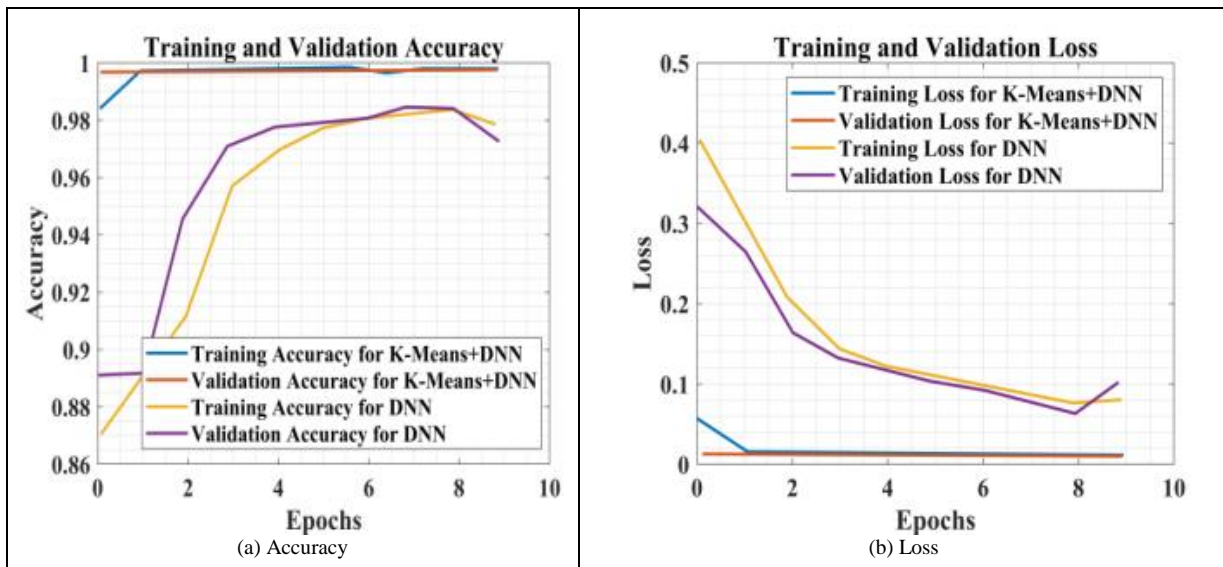 Training and Validation Accuracy
1
0.98
0.96
0.94
0.92
0.9
0.88
0.86
Accuracy
Training Accuracy for K-Means+DNN
Validation Accuracy for K-Means+DNN
Training Accuracy for DNN
Validation Accuracy for DNN
0 2 4 6 8 10
Epochs
(a) Accuracy
Training and Validation Loss
0.5
0.4
0.3
0.2
0.1
0
Loss
Training Loss for K-Means+DNN
Validation Loss for K-Means+DNN
Training Loss for DNN
Validation Loss for DNN
0 2 4 6 8 10
Epochs
(b) Loss